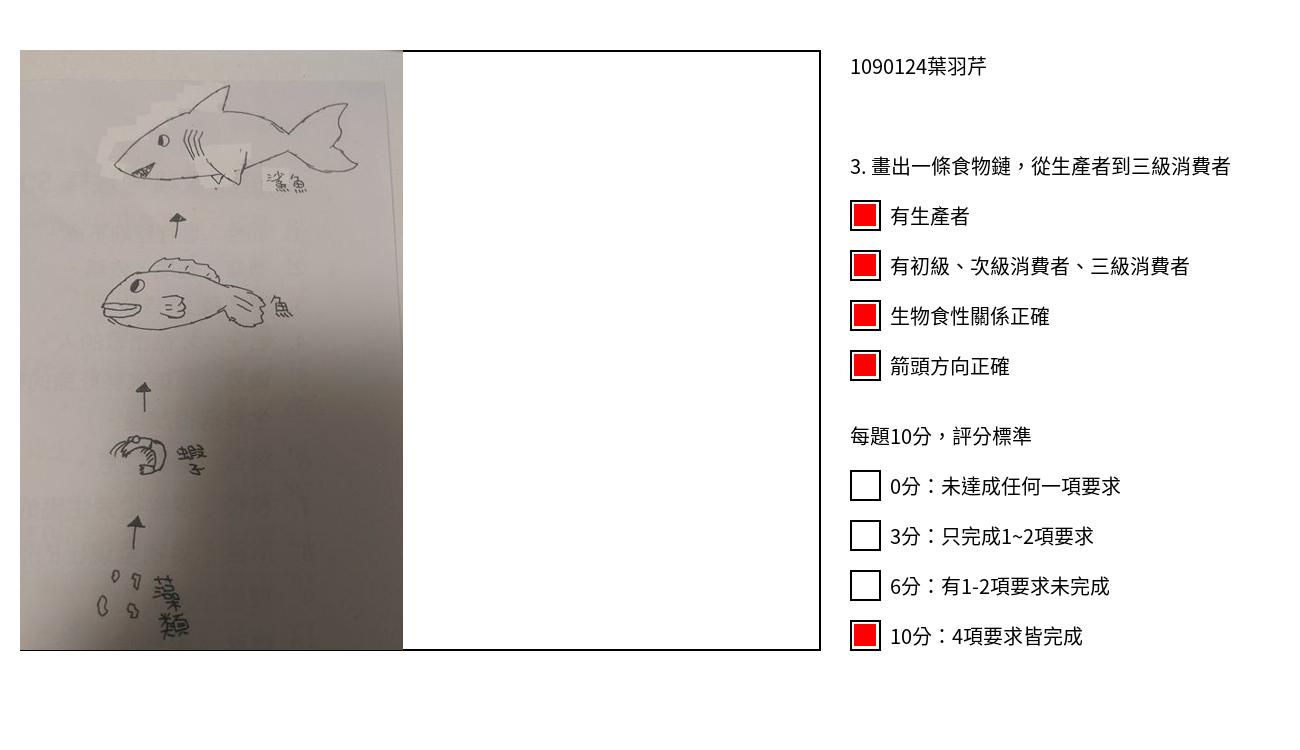 鯊魚
魚
蝦
子
藻
類
1090124葉羽芹
3. 畫出一條食物鏈，從生產者到三級消費者
有生產者
有初級、次級消費者、三級消費者
生物食性關係正確
箭頭方向正確
每題10分，評分標準
0分：未達成任何一項要求
3分：只完成1~2項要求
6分：有1-2項要求未完成
10分：4項要求皆完成